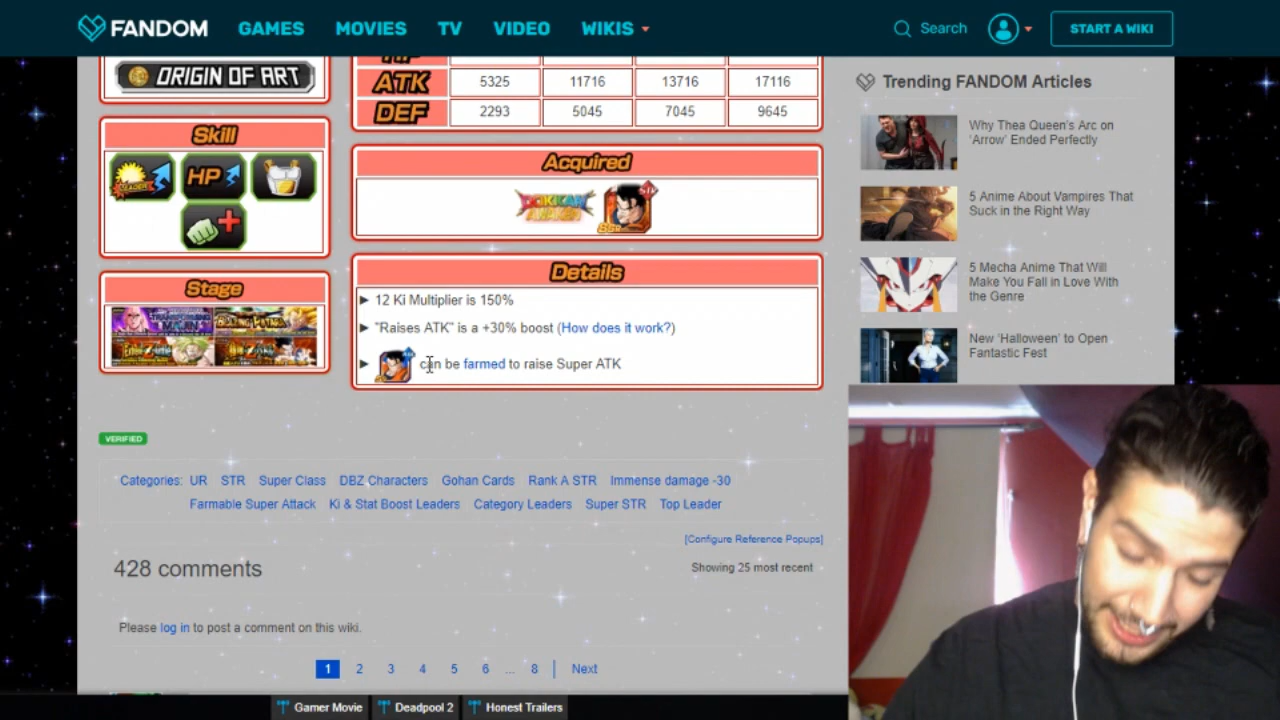 FANDOM GAMES MOVIES TV VIDEO WIKIS Search START A WIKI
ORIGIN OF ART
Skill
LEADER
HP
Stage
ATK 5325 11716 13716 17116
DEF 2293 5045 7045 9645
Acquired
DOKKAN AWAKEN
SSR
STR
Details
► 12 Ki Multiplier is 150%
► "Raises ATK" is a +30% boost (How does it work?)
► can be farmed to raise Super ATK
Trending FANDOM Articles
Why Thea Queen's Arc on
'Arrow' Ended Perfectly
5 Anime About Vampires That
Suck in the Right Way
5 Mecha Anime That Will
Make You Fall in Love With
the Genre
New 'Halloween' to Open
Fantastic Fest
VERIFIED
Categories: UR STR Super Class DBZ Characters Gohan Cards Rank A STR Immense damage -30
Farmable Super Attack Ki & Stat Boost Leaders Category Leaders Super STR Top Leader
[Configure Reference Popups]
428 comments
Showing 25 most recent
Please log in to post a comment on this wiki.
1 2 3 4 5 6 ... 8 Next
Gamer Movie Deadpool 2 Honest Trailers